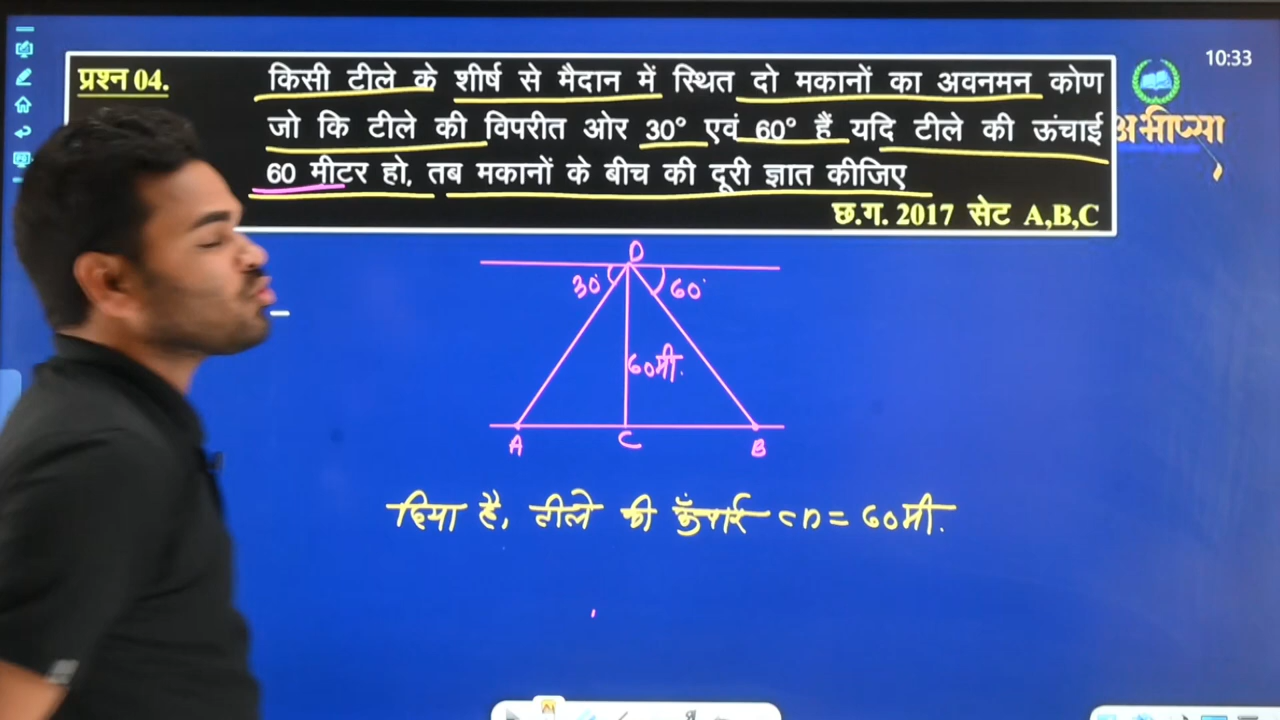 10:33
प्रश्न 04. किसी टीले के शीर्ष से मैदान में स्थित दो मकानों का अवनमन कोण
जो कि टीले की विपरीत ओर 30° एवं 60° हैं यदि टीले की ऊंचाई
60 मीटर हो, तब मकानों के बीच की दूरी ज्ञात कीजिए
छ.ग. 2017 सेट A,B,C
अभीप्सा
D
30° 60°
60मी.
A C B
दिया है, टीले की ऊँचाई CD = 60मी.